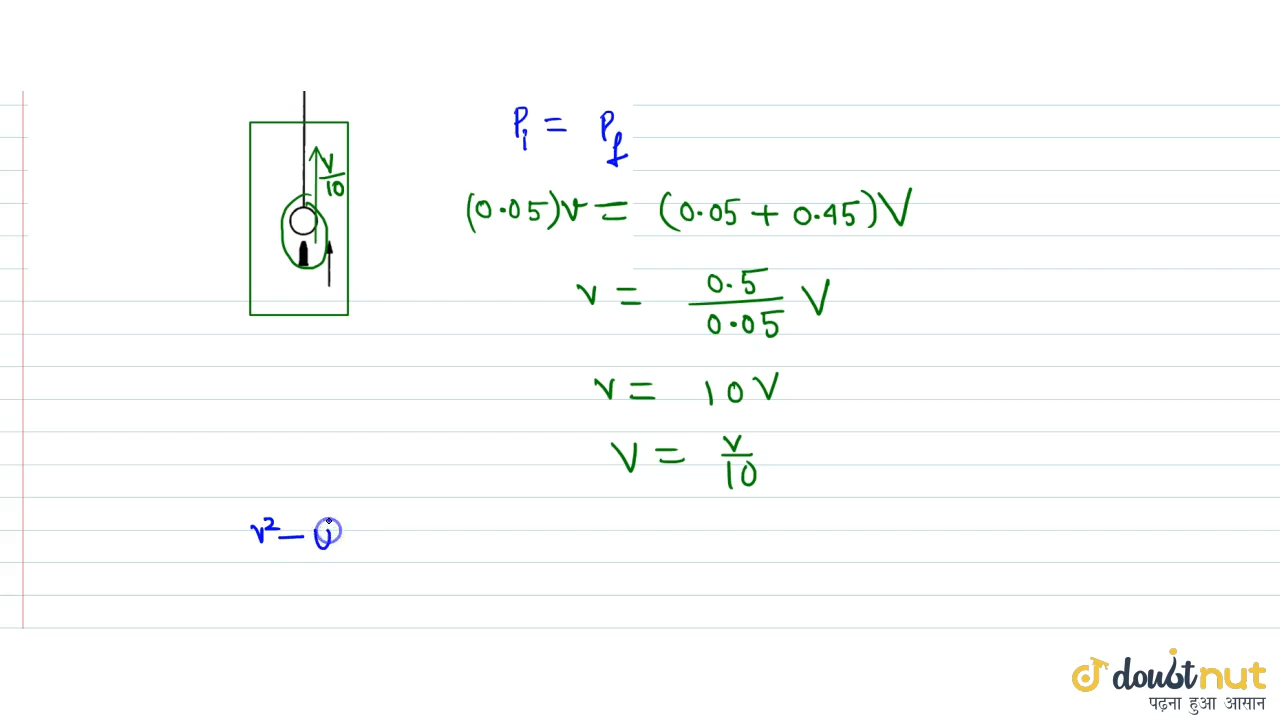 V/10
Pi = Pf
(0.05)v = (0.05 + 0.45)V
v = 0.5/0.05 V
v = 10V
V = v/10
v² –
doubtnut
पढ़ना हुआ आसान